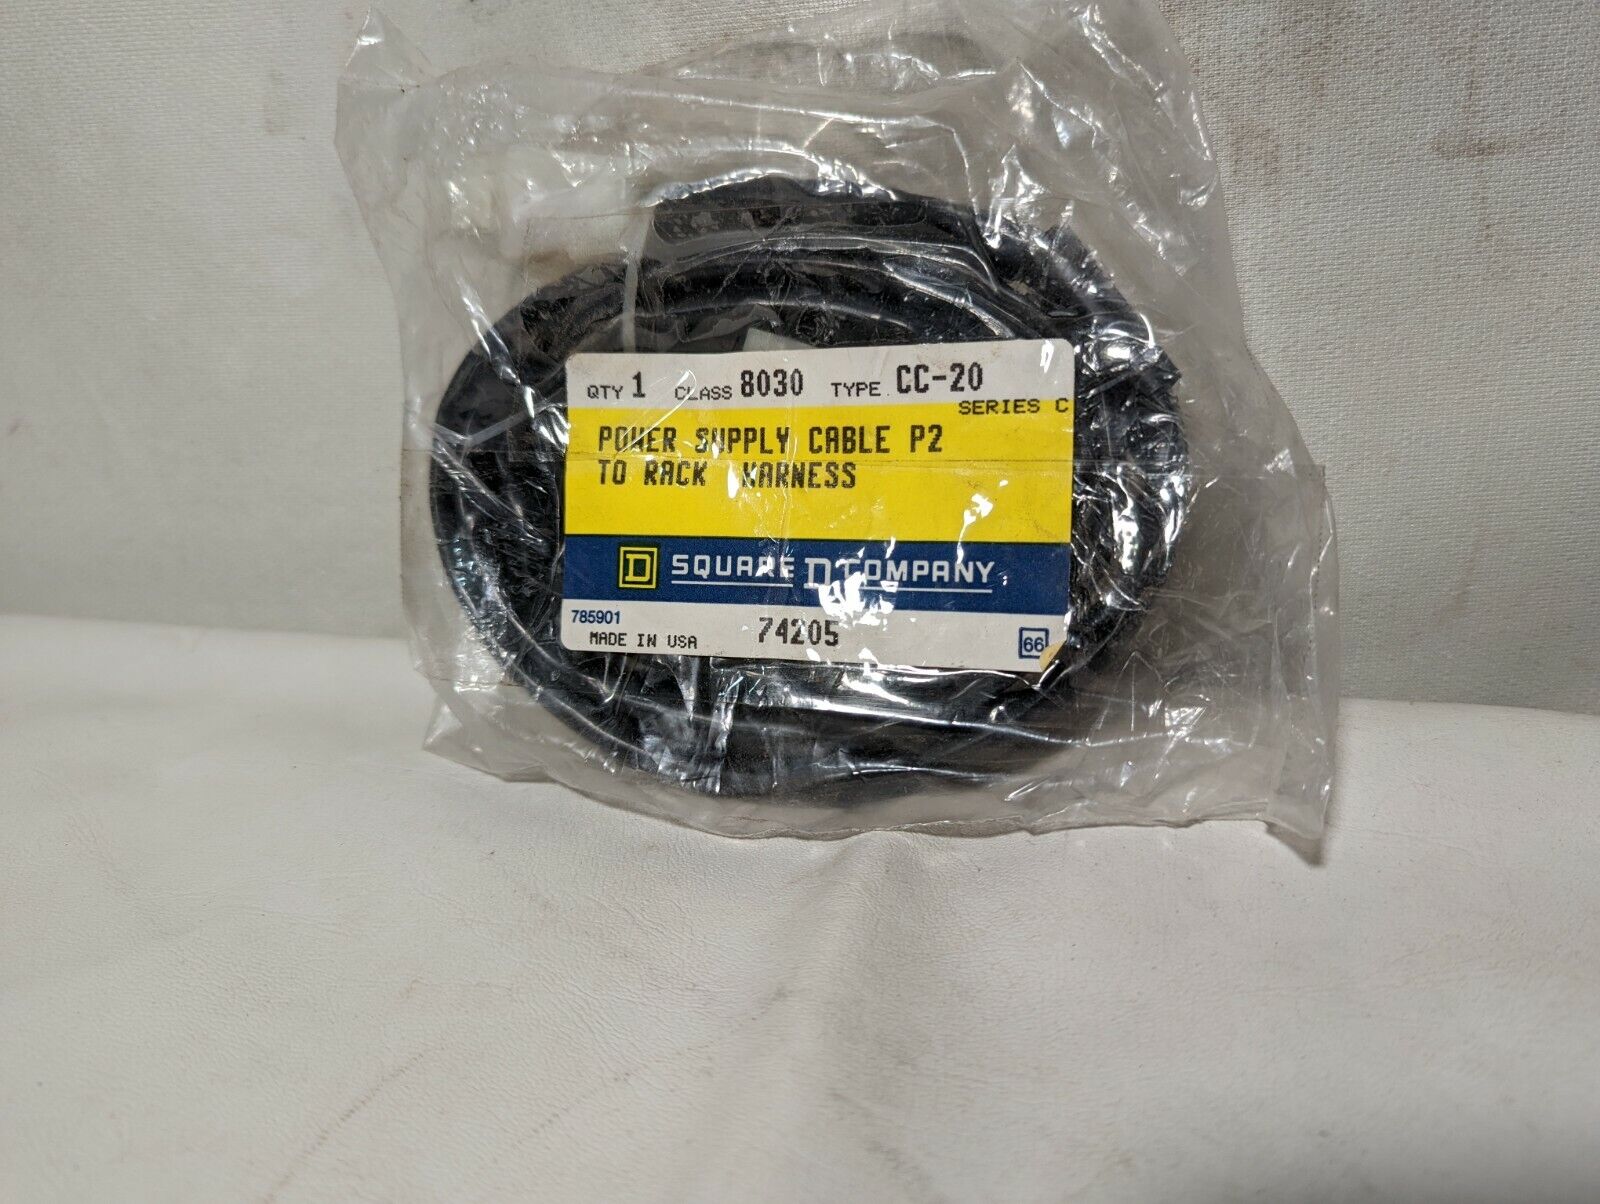 QTY 1 CLASS 8030 TYPE CC-20
SERIES C
POWER SUPPLY CABLE P2
TO RACK HARNESS
D SQUARE D COMPANY
785901
MADE IN USA 74205 66